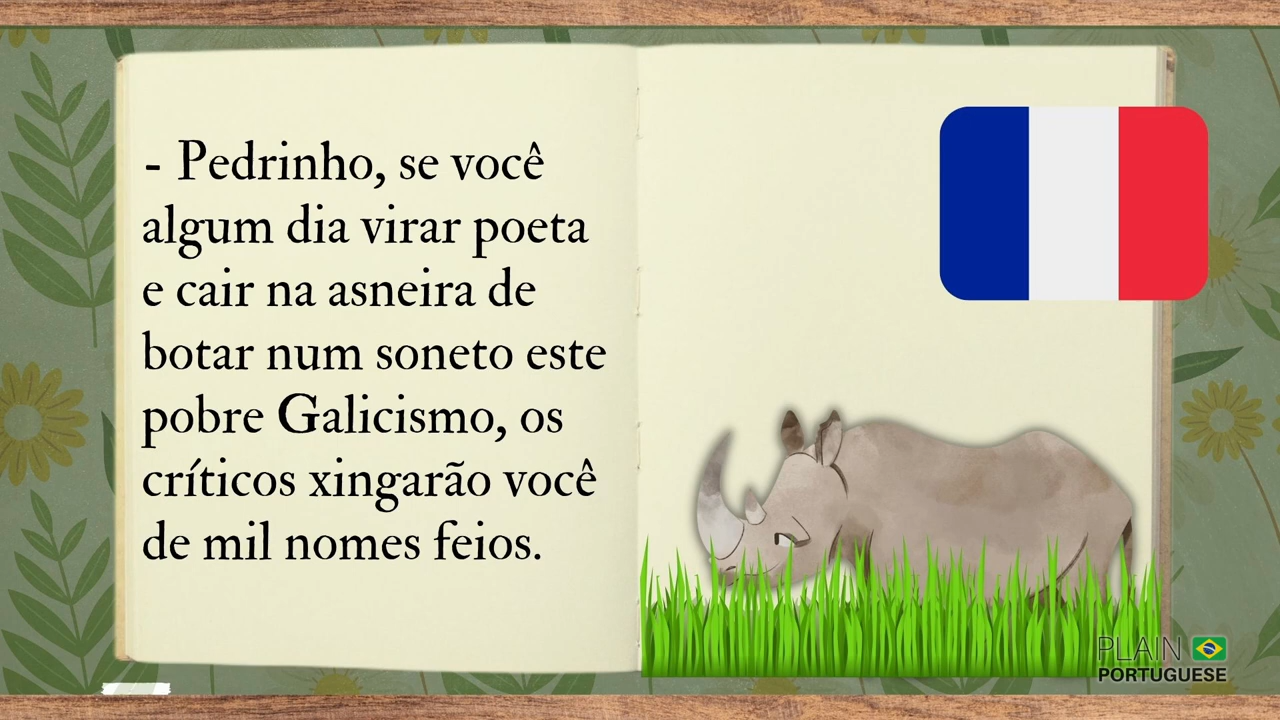 - Pedrinho, se você
algum dia virar poeta
e cair na asneira de
botar num soneto este
pobre Galicismo, os
críticos xingarão você
de mil nomes feios.
PLAIN
PORTUGUESE